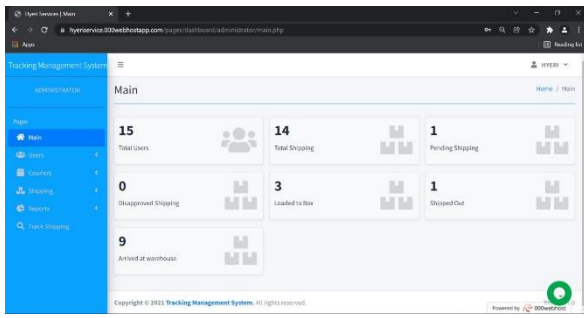 Hyeri Services | Main
hyeriservice.000webhostapp.com/pages/dashboard/administrator/main.php
Apps
Reading list
Tracking Management System
HYERI
ADMINISTRATOR
Main
Home / Main
Pages
Main
Users
Couriers
Shipping
Reports
Track Shipping
15
Total Users
14
Total Shipping
1
Pending Shipping
0
Disapproved Shipping
3
Loaded to Box
1
Shipped Out
9
Arrived at warehouse
Copyright © 2021 Tracking Management System. All rights reserved.
Powered by 000webhost